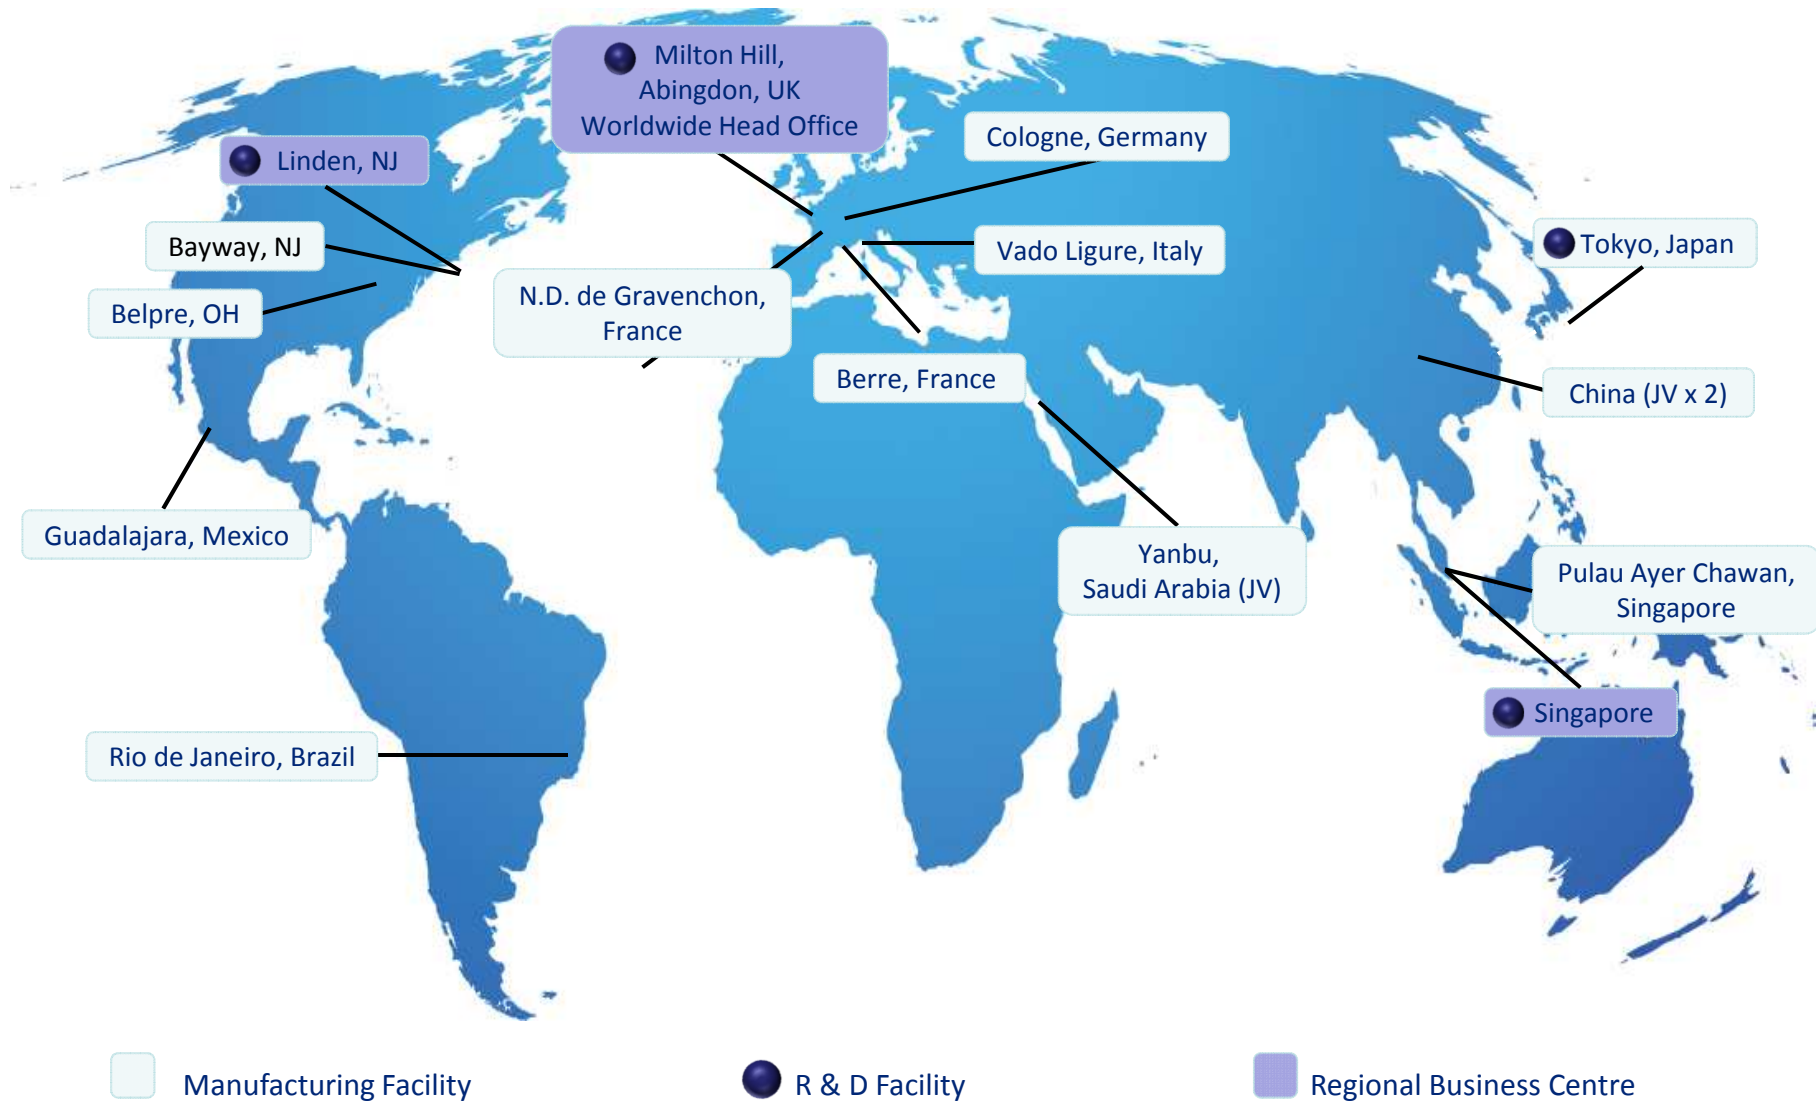 Milton Hill,
Abingdon, UK
Worldwide Head Office
Cologne, Germany
Linden, NJ
Bayway, NJ
Vado Ligure, Italy
Tokyo, Japan
Belpre, OH
N.D. de Gravenchon,
France
Berre, France
China (JV x 2)
Guadalajara, Mexico
Yanbu,
Saudi Arabia (JV)
Pulau Ayer Chawan,
Singapore
Singapore
Rio de Janeiro, Brazil
Manufacturing Facility
R & D Facility
Regional Business Centre